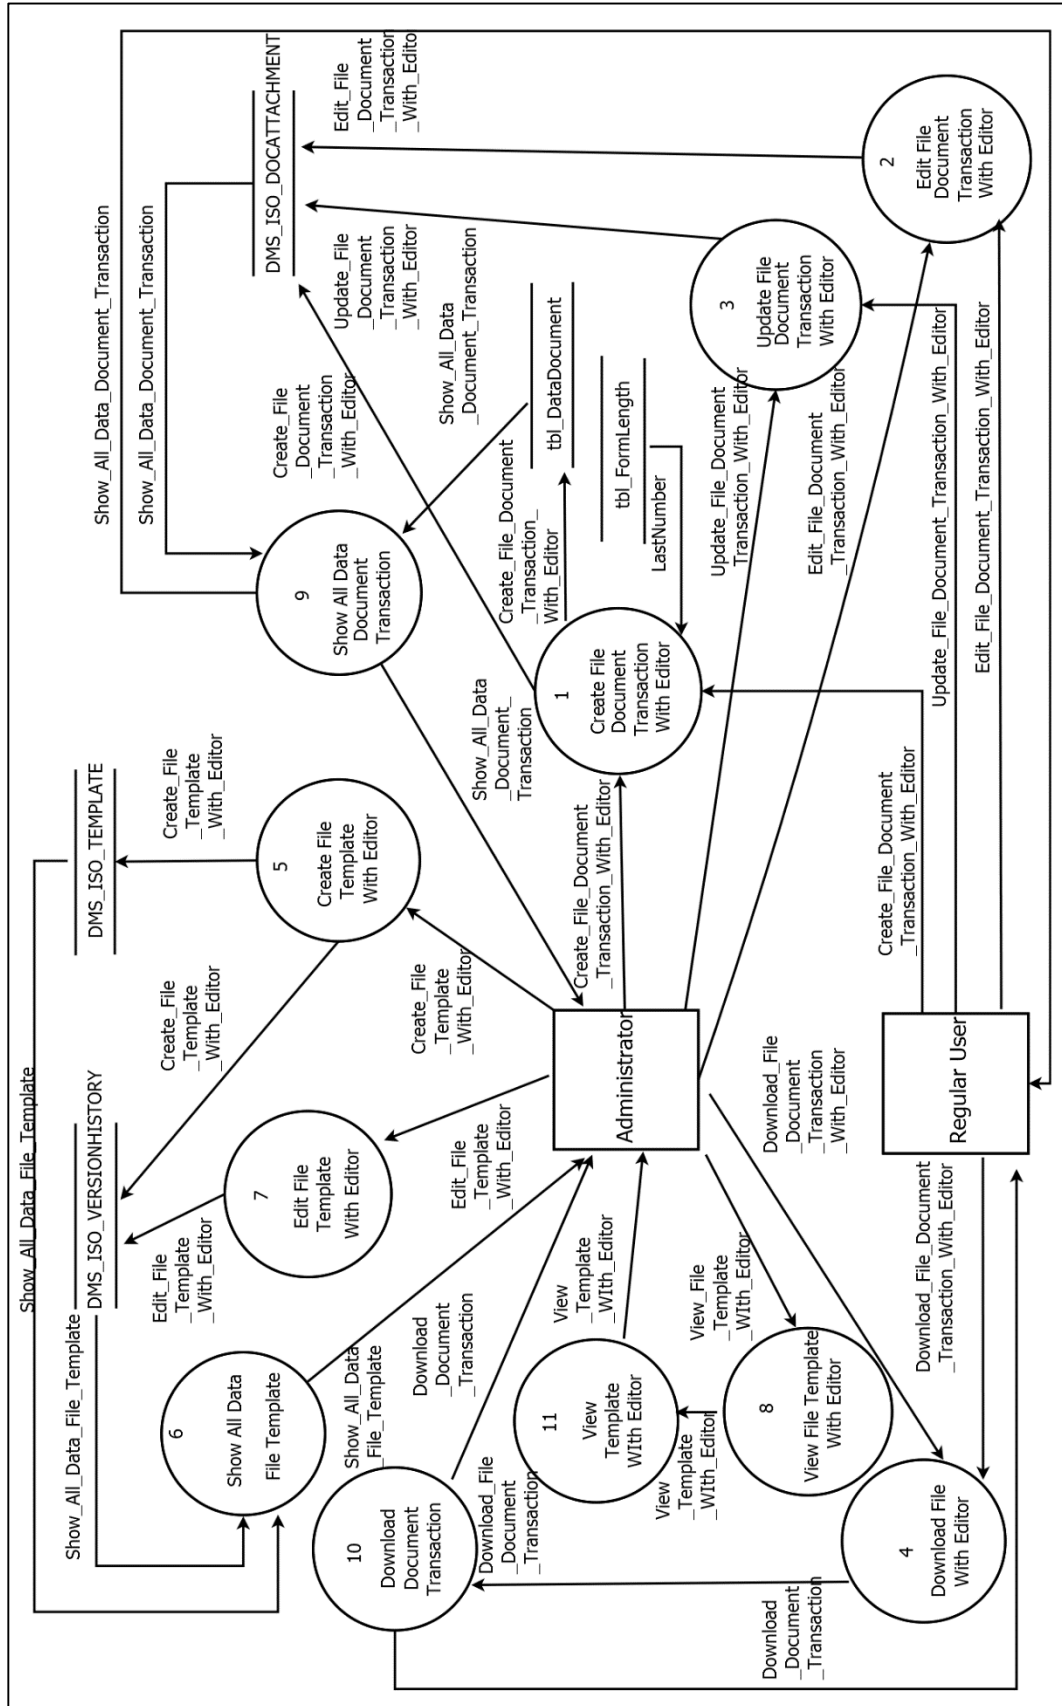 Show_All_Data_File_Template
Show_All_Data_File_Template
DMS_ISO_VERSIONHISTORY
DMS_ISO_TEMPLATE
Show_All_Data_Document_Transaction
Show_All_Data_Document_Transaction
DMS_ISO_DOCATTACHMENT
Edit_File
_Document
_Transaction
_With_Edito
6
Show All Data
File Template
Edit_File
_Template
_With_Editor
7
Edit File
Template
With Editor
Create_File
_Template
_With_Editor
Create_File
_Template
_With_Editor
5
Create File
Template
With Editor
9
Show All Data
Document
Transaction
Create_File
_Document
_Transaction
_With_Editor
Update_File
_Document
_Transaction
_With_Editor
Show_All_Data
_Document_Transaction
10
Download
Document
Transaction
Show_All_Data
_File_Template
Download
_Document
_Transaction
Edit_File
_Template
_With_Editor
Create_File
_Template
_With_Editor
Show_All_Data
_Document_
_Transaction
Create_File_Document
_Transaction_
With_Editor
tbl_DataDocument
tbl_FormLength
LastNumber
Download_File
_Document
_Transaction
11
View
Template
WIth Editor
View
_Template
_WIth_Editor
Administrator
Create_File_Document
_Transaction_With_Editor
1
Create File
Document
Transaction
With Editor
Update_File_Document
_Transaction_With_Editor
3
Update File
Document
Transaction
With Editor
View
_Template
_WIth_Editor
View_File
_Template
_WIth_Editor
8
View File Template
With Editor
Download_File
_Document
_Transaction
_With_Editor
Edit_File_Document
_Transaction_With_Editor
2
Edit File
Document
Transaction
With Editor
Download
_Document
_Transaction
4
Download File
With Editor
Download_File_Document
_Transaction_With_Editor
Regular User
Create_File_Document
_Transaction_With_Editor
Update_File_Document_Transaction_With_Editor
Edit_File_Document_Transaction_With_Editor